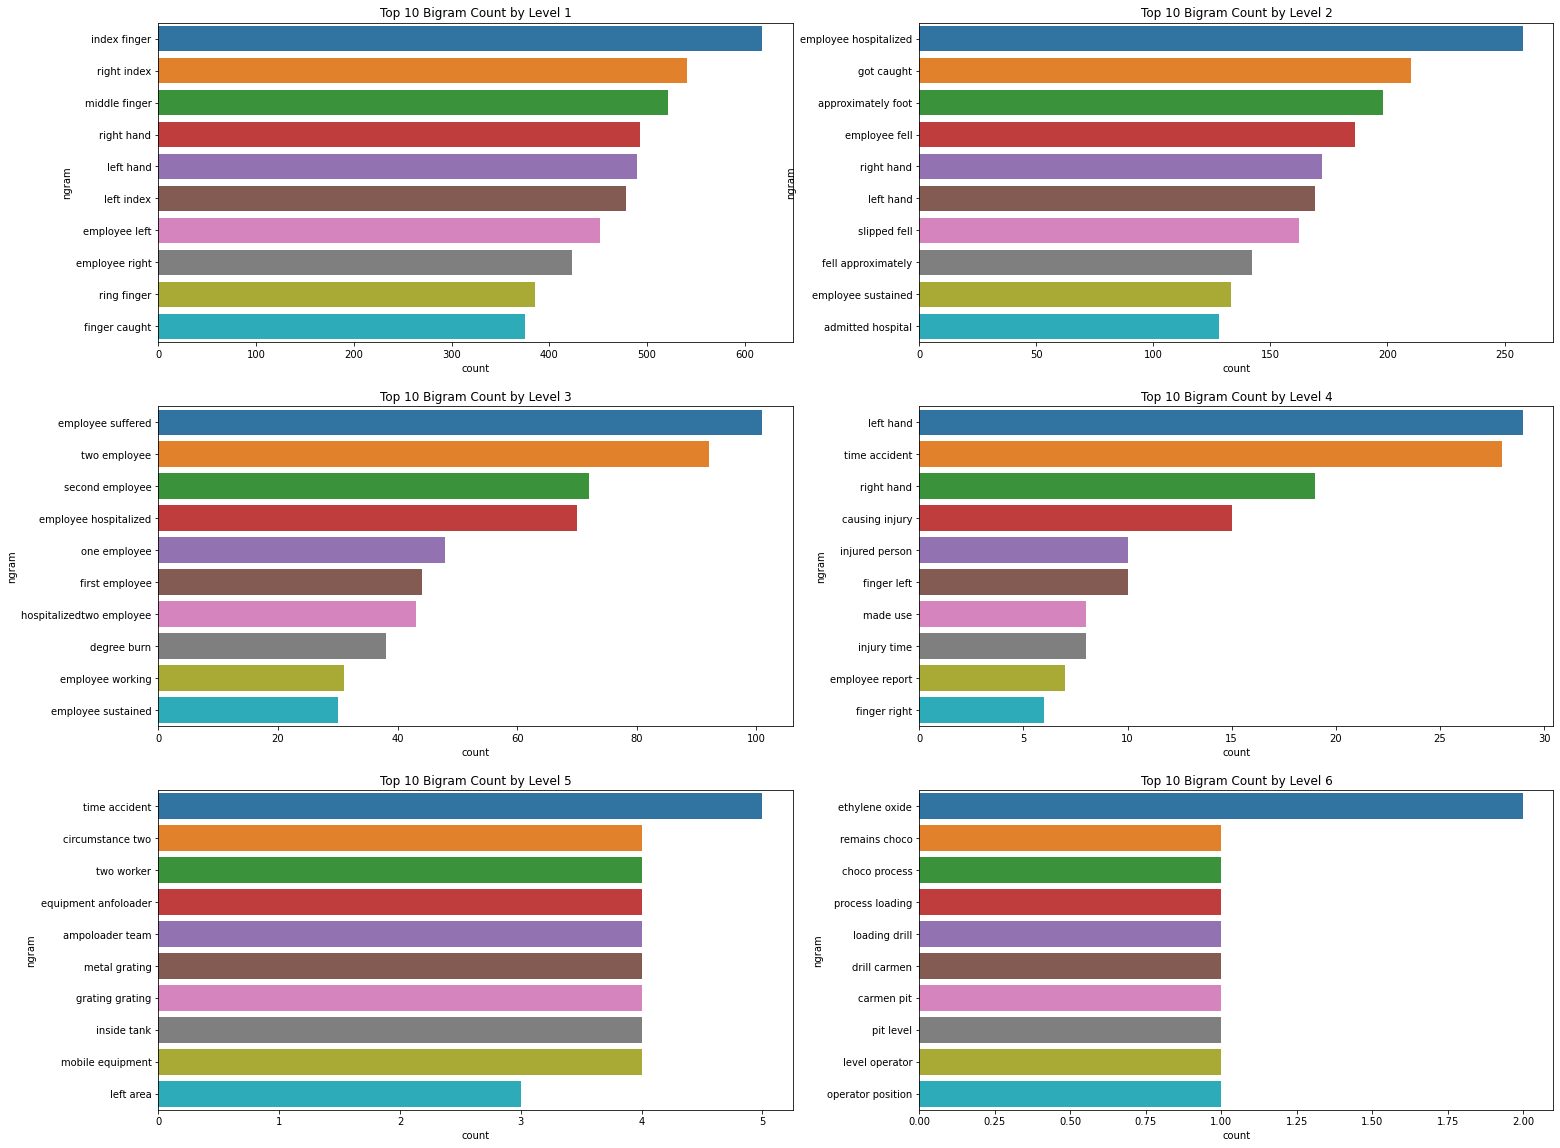 Top 10 Bigram Count by Level 1
index finger
right index
middle finger
right hand
left hand
left index
employee left
employee right
ring finger
finger caught
ngram
0 100 200 300 400 500 600
count
Top 10 Bigram Count by Level 2
employee hospitalized
got caught
approximately foot
employee fell
right hand
left hand
slipped fell
fell approximately
employee sustained
admitted hospital
ngram
0 50 100 150 200 250
count
Top 10 Bigram Count by Level 3
employee suffered
two employee
second employee
employee hospitalized
one employee
first employee
hospitalizedtwo employee
degree burn
employee working
employee sustained
ngram
0 20 40 60 80 100
count
Top 10 Bigram Count by Level 4
left hand
time accident
right hand
causing injury
injured person
finger left
made use
injury time
employee report
finger right
ngram
0 5 10 15 20 25 30
count
Top 10 Bigram Count by Level 5
time accident
circumstance two
two worker
equipment anfoloader
ampoloader team
metal grating
grating grating
inside tank
mobile equipment
left area
ngram
0 1 2 3 4 5
count
Top 10 Bigram Count by Level 6
ethylene oxide
remains choco
choco process
process loading
loading drill
drill carmen
carmen pit
pit level
level operator
operator position
ngram
0.00 0.25 0.50 0.75 1.00 1.25 1.50 1.75 2.00
count